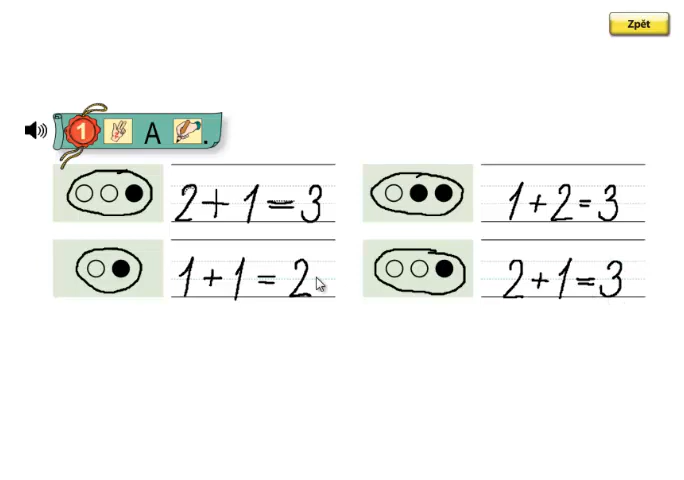 Zpět
1 A .
2+1=3
1+2=3
1+1=2
2+1=3